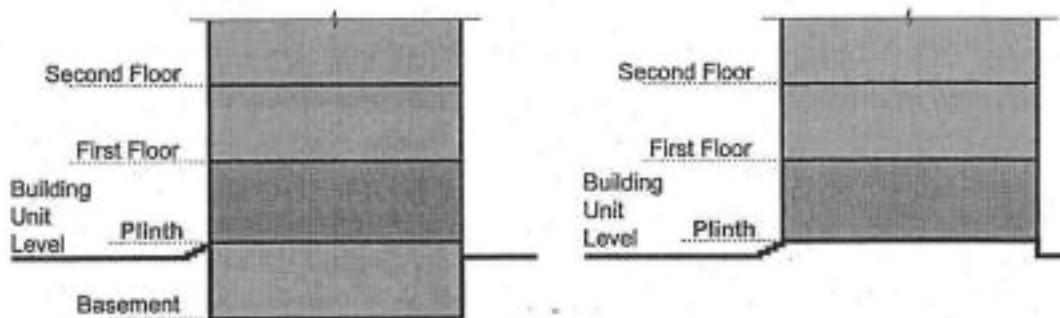 Second Floor
First Floor
Building
Unit
Level
Plinth
Basement
Second Floor
First Floor
Building
Unit
Level
Plinth